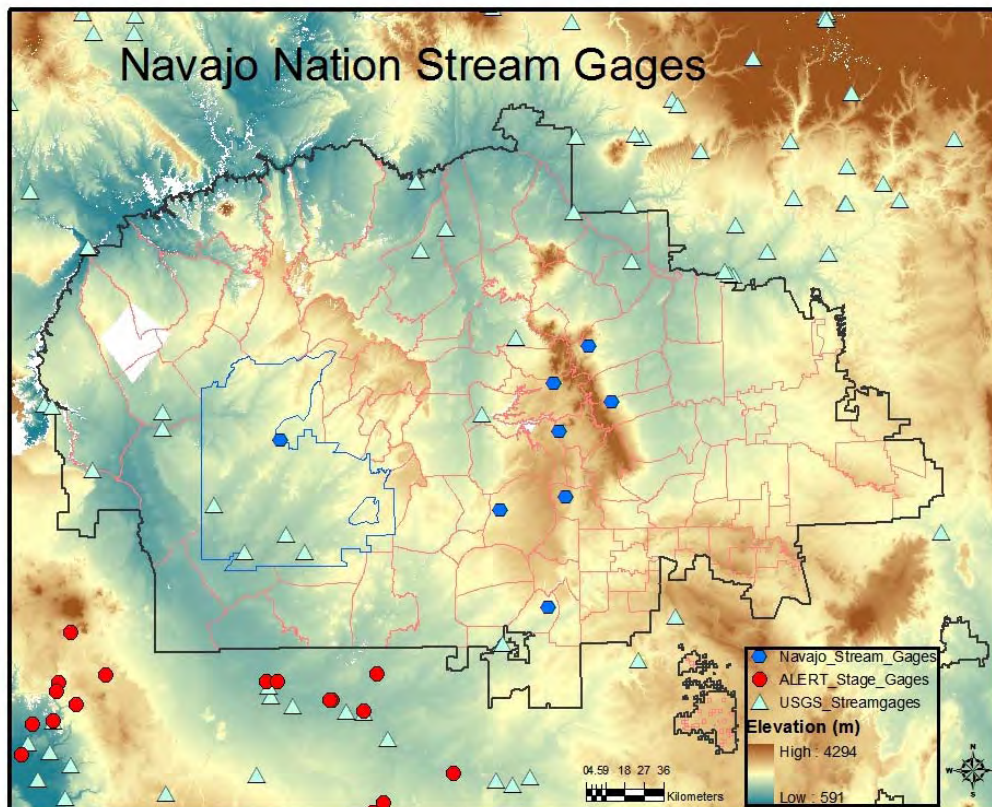 Navajo Nation Stream Gages
Navajo_Stream_Gages
ALERT_Stage_Gages
USGS_Streamgages
Elevation (m)
High : 4294
Low : 591
04.59 18 27 36
Kilometers
N
W E
S